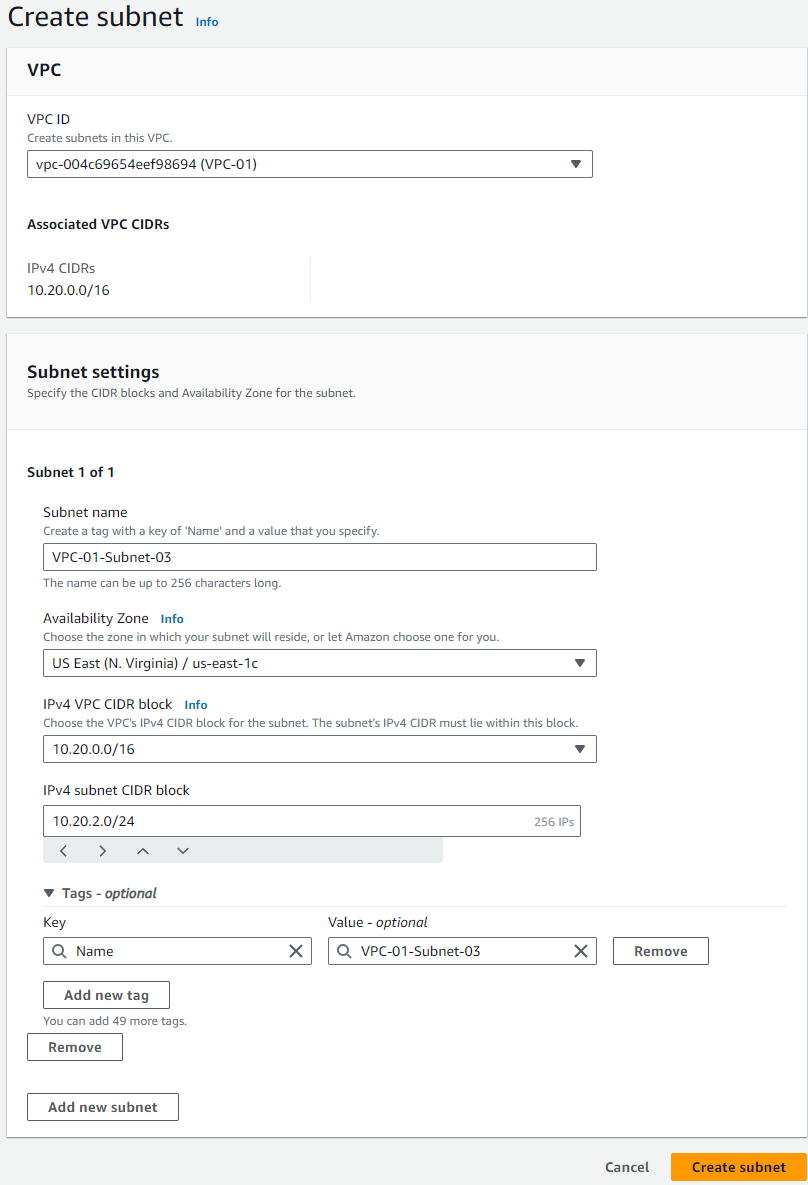 Create subnet Info
VPC
VPC ID
Create subnets in this VPC.
vpc-004c69654eef98694 (VPC-01)
Associated VPC CIDRs
IPv4 CIDRs
10.20.0.0/16
Subnet settings
Specify the CIDR blocks and Availability Zone for the subnet.
Subnet 1 of 1
Subnet name
Create a tag with a key of 'Name' and a value that you specify.
VPC-01-Subnet-03
The name can be up to 256 characters long.
Availability Zone Info
Choose the zone in which your subnet will reside, or let Amazon choose one for you.
US East (N. Virginia) / us-east-1c
IPv4 VPC CIDR block Info
Choose the VPC's IPv4 CIDR block for the subnet. The subnet's IPv4 CIDR must lie within this block.
10.20.0.0/16
IPv4 subnet CIDR block
10.20.2.0/24 256 IPs
Tags - optional
Key Value - optional
Name VPC-01-Subnet-03 Remove
Add new tag
You can add 49 more tags.
Remove
Add new subnet
Cancel Create subnet